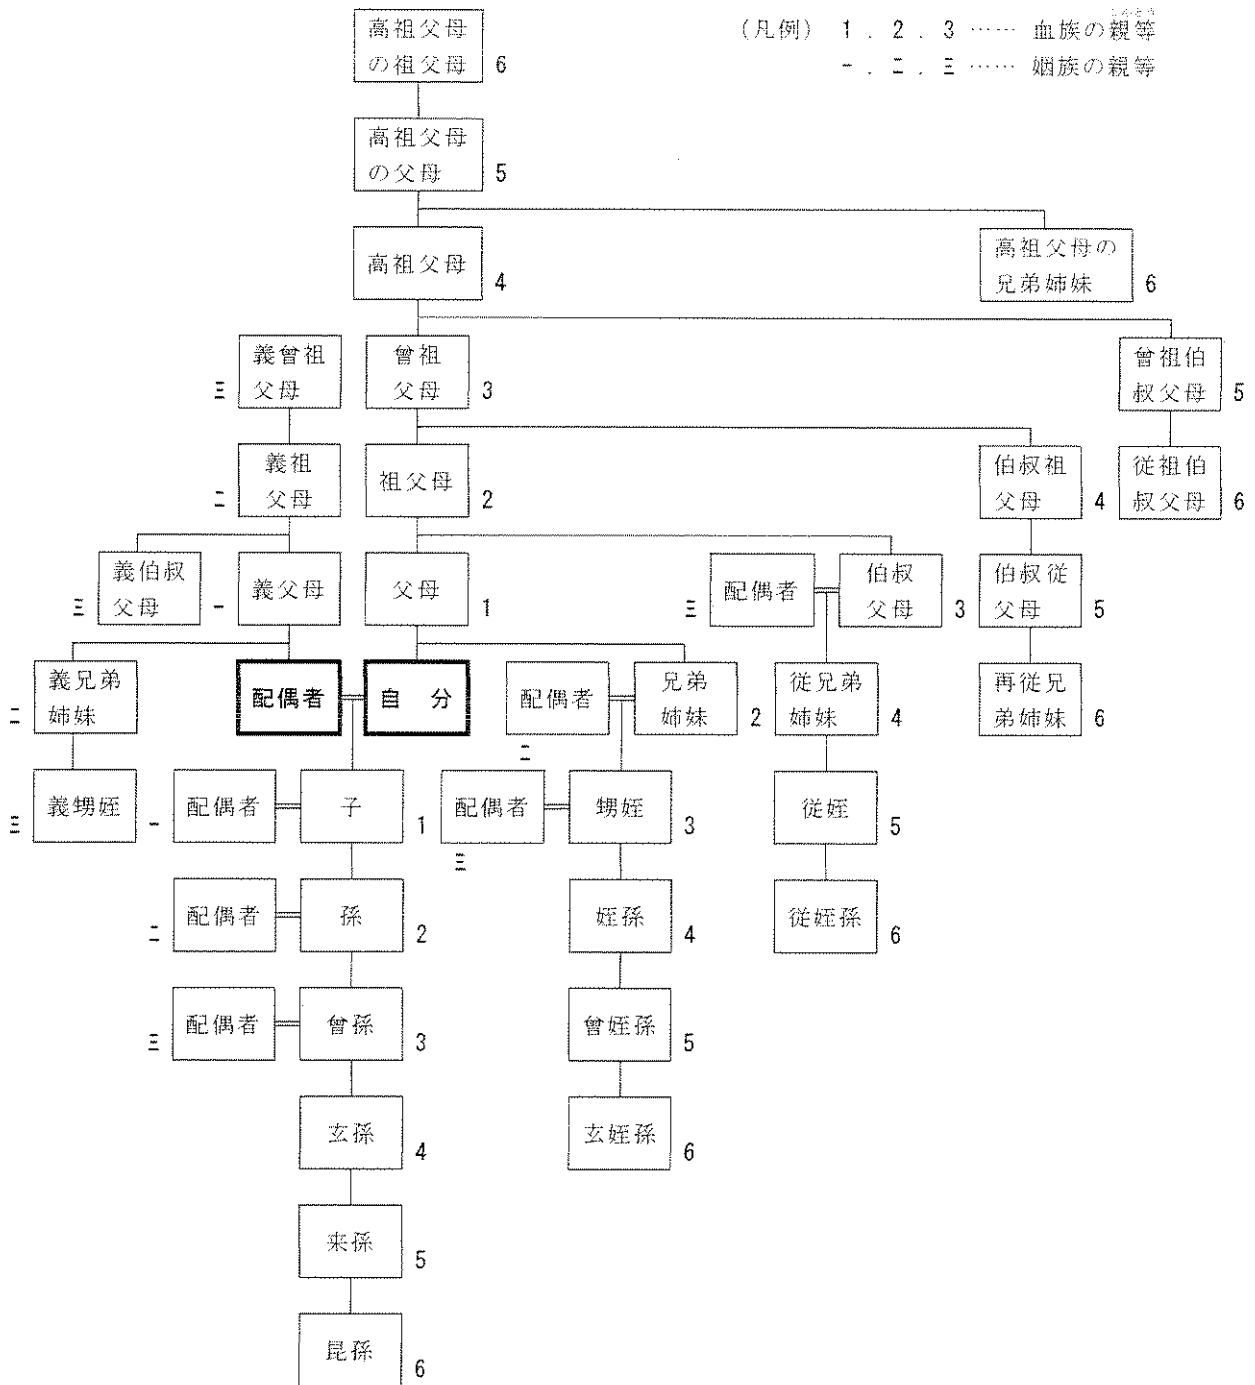 高祖父母
の祖父母
6
(凡例) 1 . 2 . 3 …… 血族の親等
しんとう
一 . 二 . 三 …… 姻族の親等
高祖父母
の父母
5
高祖父母
4
高祖父母の
兄弟姉妹
6
三
義曾祖
父母
曾祖
父母
3
曾祖伯
叔父母
5
二
義祖
父母
祖父母
2
伯叔祖
父母
4
従祖伯
叔父母
6
三
義伯叔
父母
一
義父母
父母
1
三
配偶者
伯叔
父母
3
伯叔従
父母
5
二
義兄弟
姉妹
配偶者
自 分
配偶者
二
兄弟
姉妹
2
従兄弟
姉妹
4
再従兄
弟姉妹
6
三
義甥姪
一
配偶者
子
1
配偶者
三
甥姪
3
従姪
5
二
配偶者
孫
2
姪孫
4
従姪孫
6
三
配偶者
曾孫
3
曾姪孫
5
玄孫
4
玄姪孫
6
来孫
5
昆孫
6